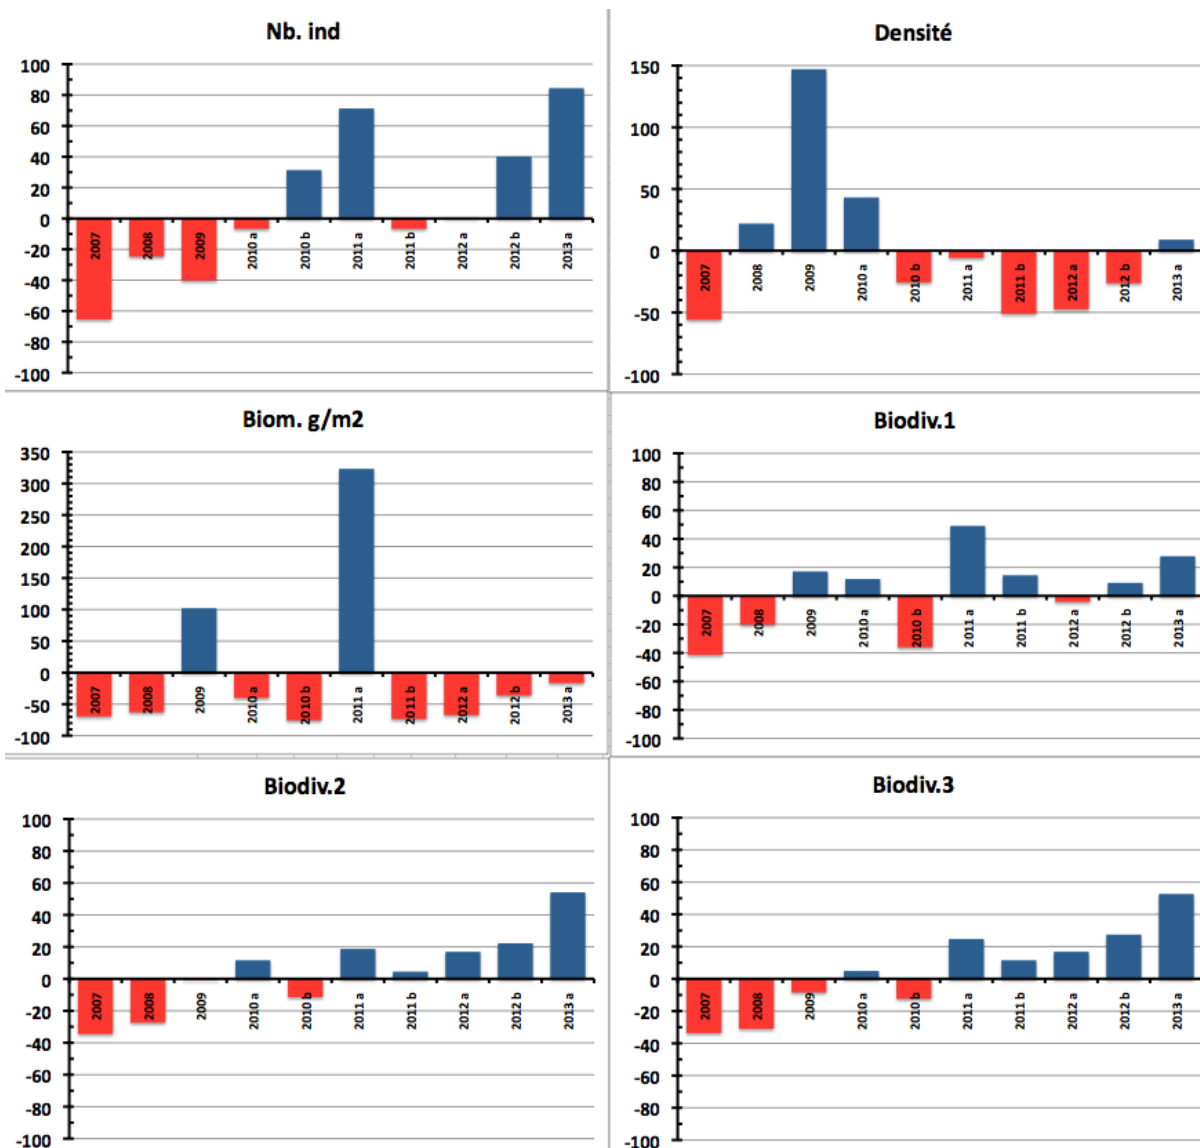 Nb. ind
100
80
60
40
20
0
-20
-40
-60
-80
-100
2007
2008
2009
2010 a
2010 b
2011 a
2011 b
2012 a
2012 b
2013 a
Densité
150
100
50
0
-50
-100
2007
2008
2009
2010 a
2010 b
2011 a
2011 b
2012 a
2012 b
2013 a
Biom. g/m2
350
300
250
200
150
100
50
0
-50
-100
2007
2008
2009
2010 a
2010 b
2011 a
2011 b
2012 a
2012 b
2013 a
Biodiv.1
100
80
60
40
20
0
-20
-40
-60
-80
-100
2007
2008
2009
2010 a
2010 b
2011 a
2011 b
2012 a
2012 b
2013 a
Biodiv.2
100
80
60
40
20
0
-20
-40
-60
-80
-100
2007
2008
2009
2010 a
2010 b
2011 a
2011 b
2012 a
2012 b
2013 a
Biodiv.3
100
80
60
40
20
0
-20
-40
-60
-80
-100
2007
2008
2009
2010 a
2010 b
2011 a
2011 b
2012 a
2012 b
2013 a